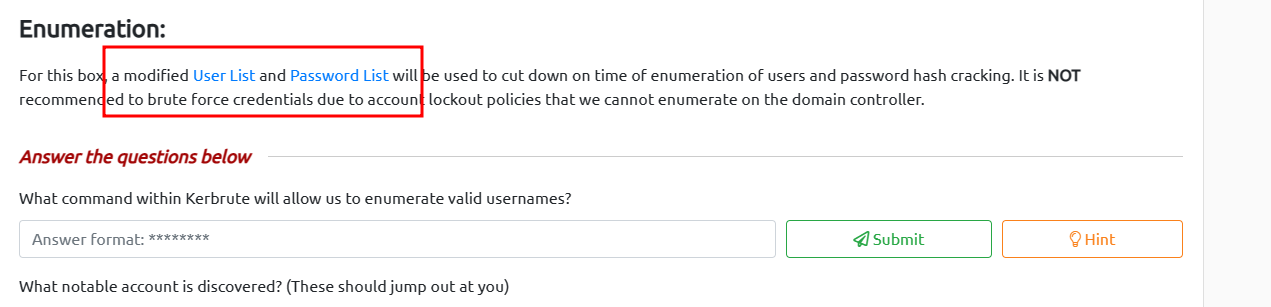 Enumeration:
For this box, a modified User List and Password List will be used to cut down on time of enumeration of users and password hash cracking. It is NOT
recommended to brute force credentials due to account lockout policies that we cannot enumerate on the domain controller.
Answer the questions below
What command within Kerbrute will allow us to enumerate valid usernames?
Answer format: ********
Submit
Hint
What notable account is discovered? (These should jump out at you)